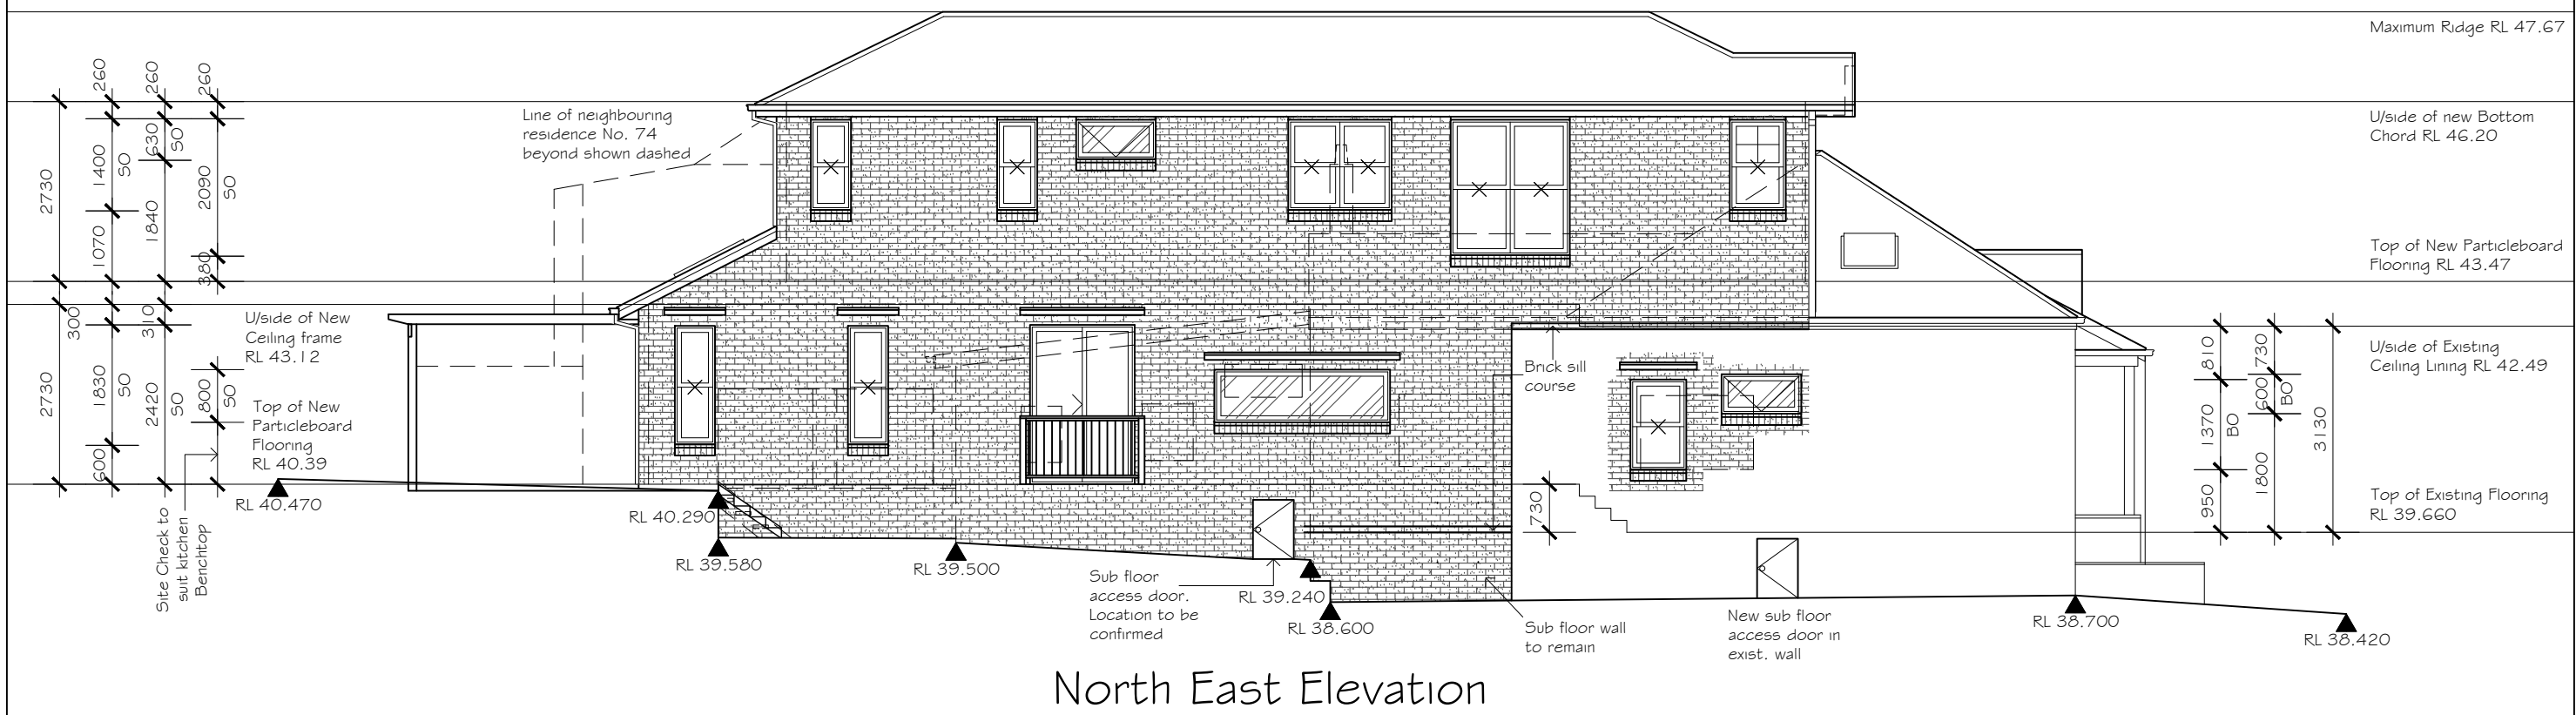 Maximum Ridge RL 47.67
U/side of new Bottom
Chord RL 46.20
Top of New Particleboard
Flooring RL 43.47
U/side of Existing
Ceiling Lining RL 42.49
Top of Existing Flooring
RL 39.660
260
260
260
2730
1400
SO
1070
630
SO
1840
2090
SO
380
Line of neighbouring
residence No. 74
beyond shown dashed
2730
300
1830
SO
600
310
2420
SO
800
SO
U/side of New
Ceiling frame
RL 43.12
Top of New
Particleboard
Flooring
RL 40.39
Site Check to
suit kitchen
Benchtop
RL 40.470
RL 40.290
RL 39.580
RL 39.500
Sub floor
access door.
Location to be
confirmed
RL 39.240
RL 38.600
Brick sill
course
730
Sub floor wall
to remain
New sub floor
access door in
exist. wall
RL 38.700
RL 38.420
810
1370
BO
950
730
600
BO
1800
3130
North East Elevation